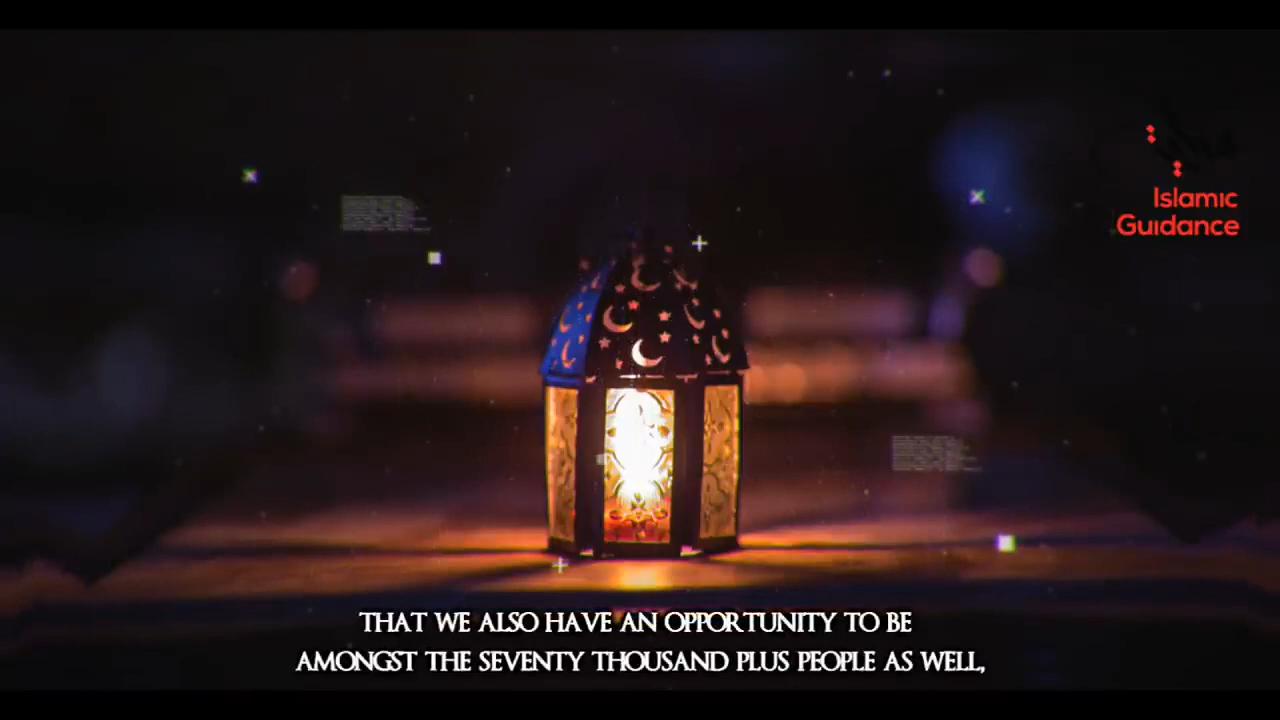 Islamic
Guidance
THAT WE ALSO HAVE AN OPPORTUNITY TO BE
AMONGST THE SEVENTY THOUSAND PLUS PEOPLE AS WELL,